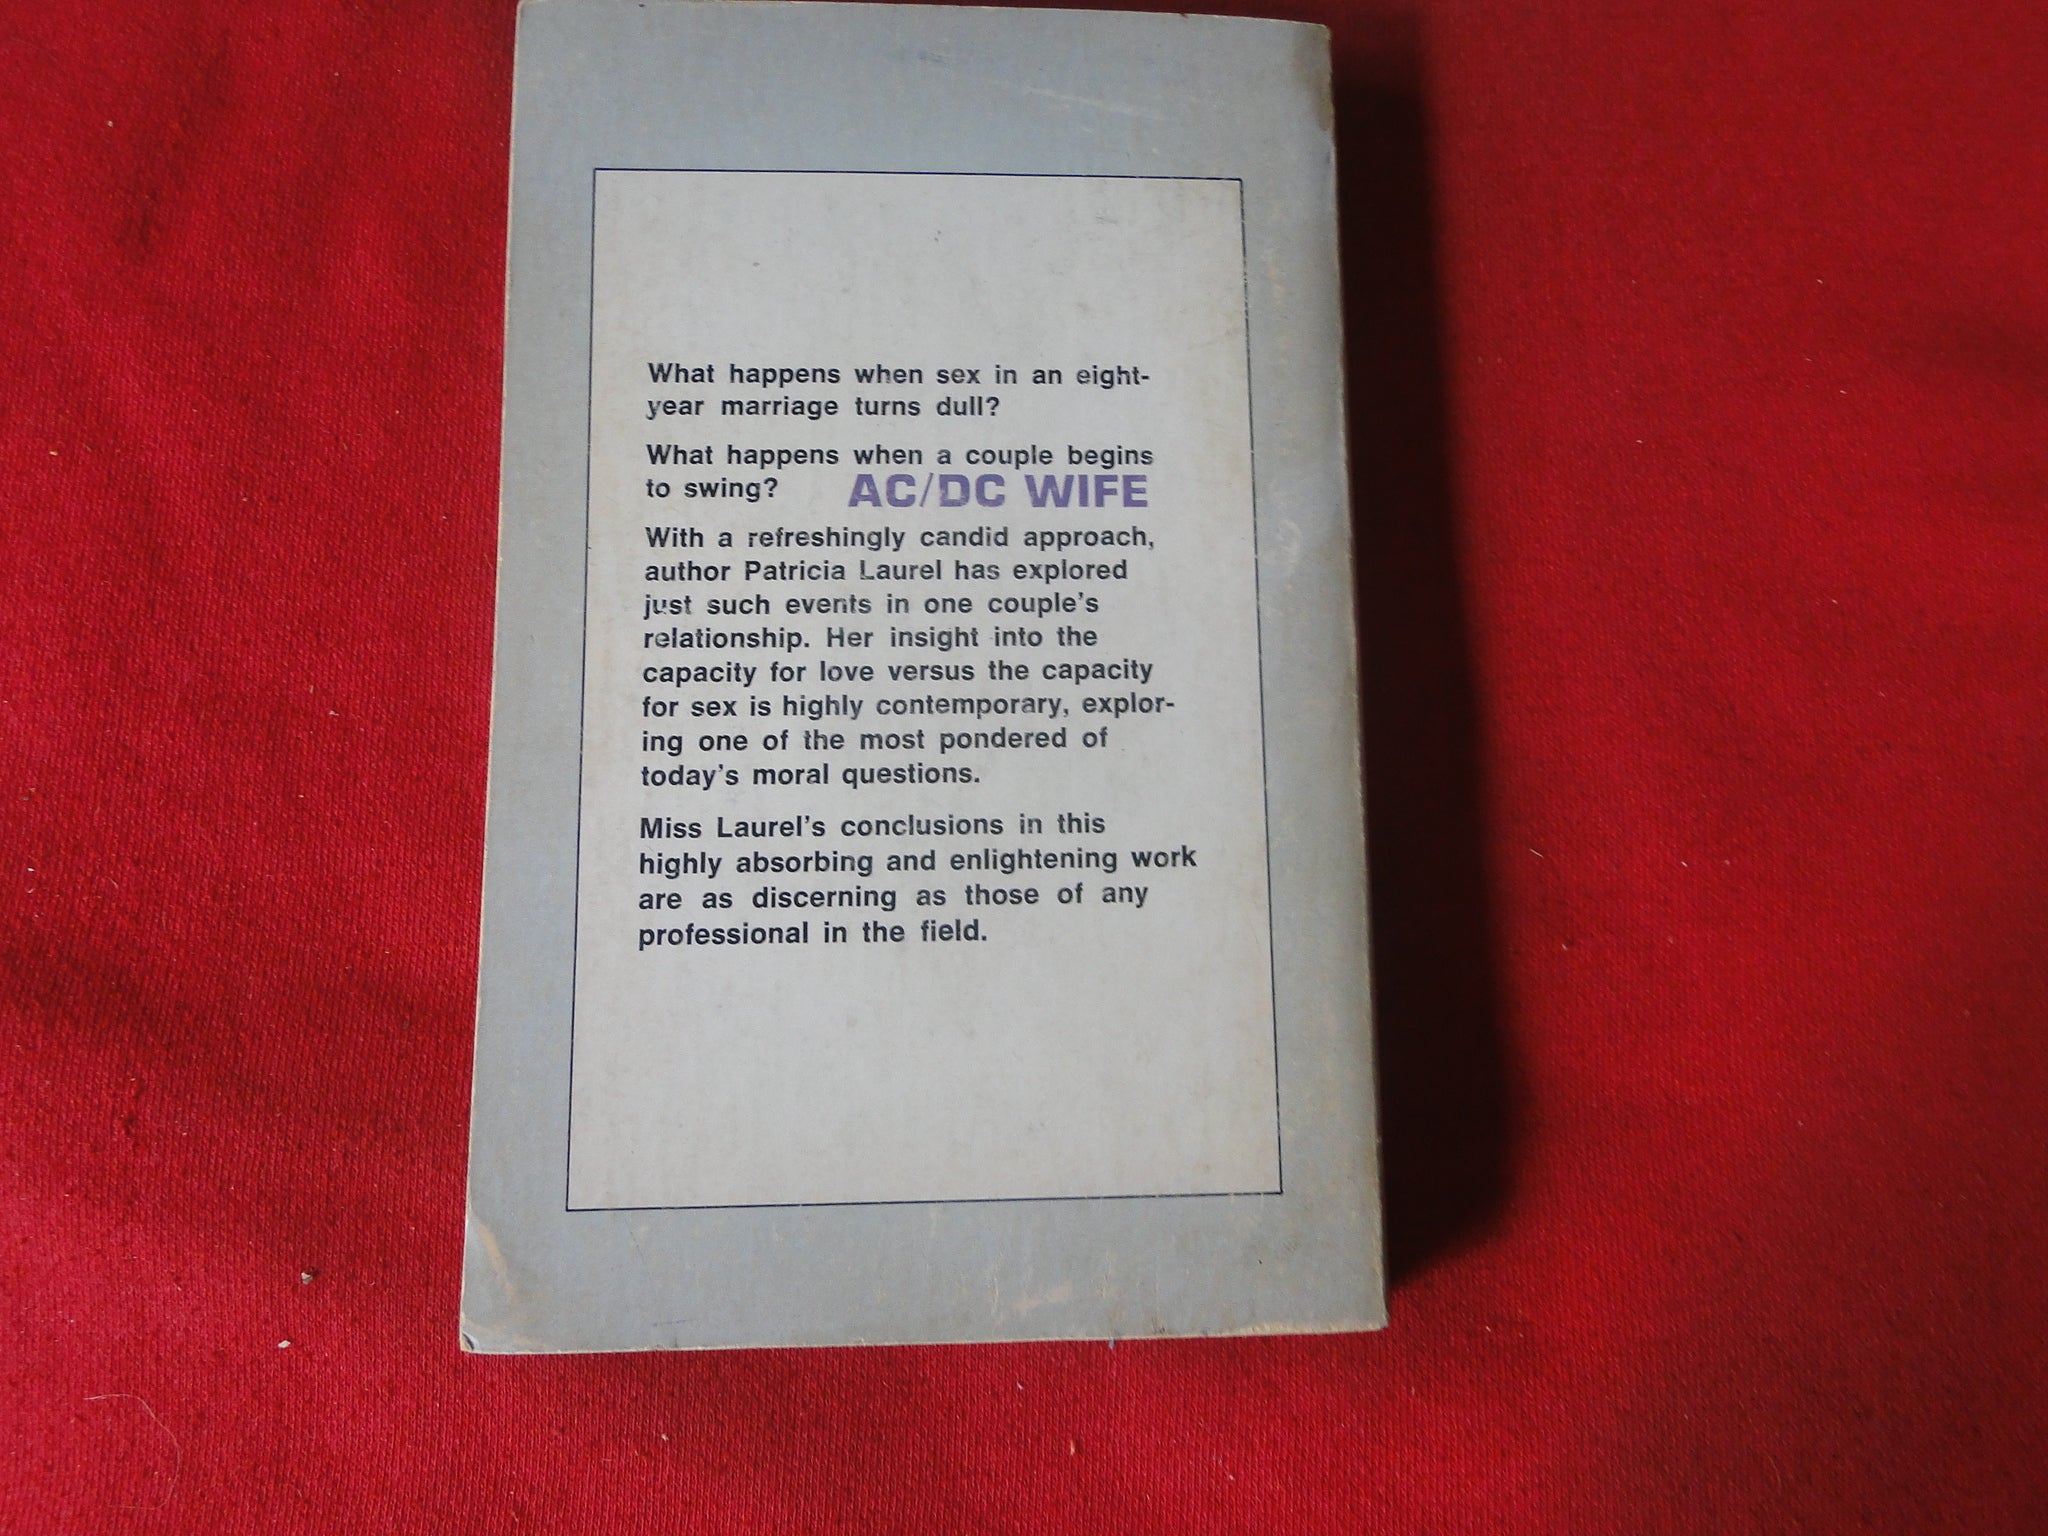 What happens when sex in an eight-
year marriage turns dull?
What happens when a couple begins
to swing? AC/DC WIFE
With a refreshingly candid approach,
author Patricia Laurel has explored
just such events in one couple's
relationship. Her insight into the
capacity for love versus the capacity
for sex is highly contemporary, explor-
ing one of the most pondered of
today's moral questions.
Miss Laurel's conclusions in this
highly absorbing and enlightening work
are as discerning as those of any
professional in the field.